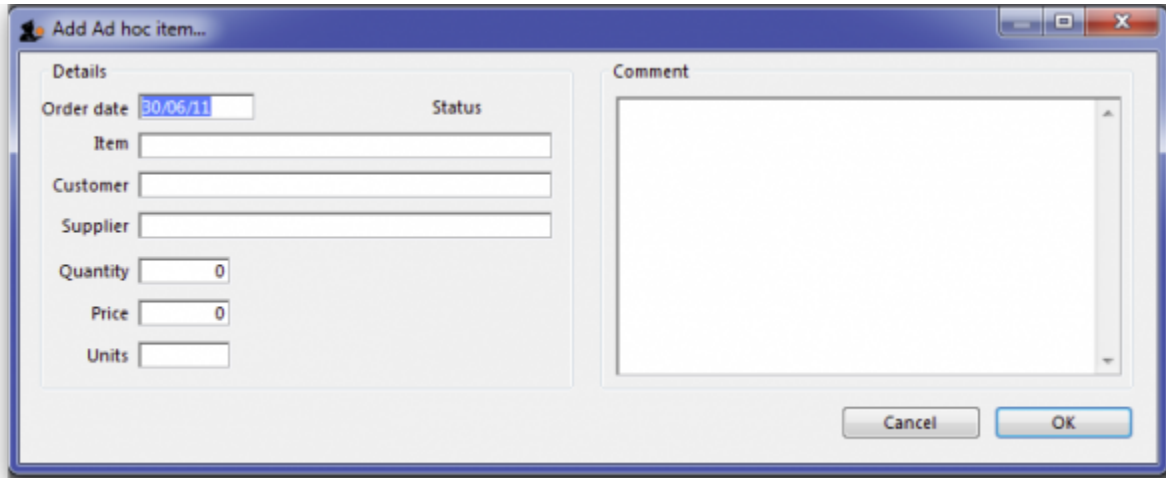 Add Ad hoc item...
Details
Order date 30/06/11 Status
Item
Customer
Supplier
Quantity 0
Price 0
Units
Comment
Cancel OK